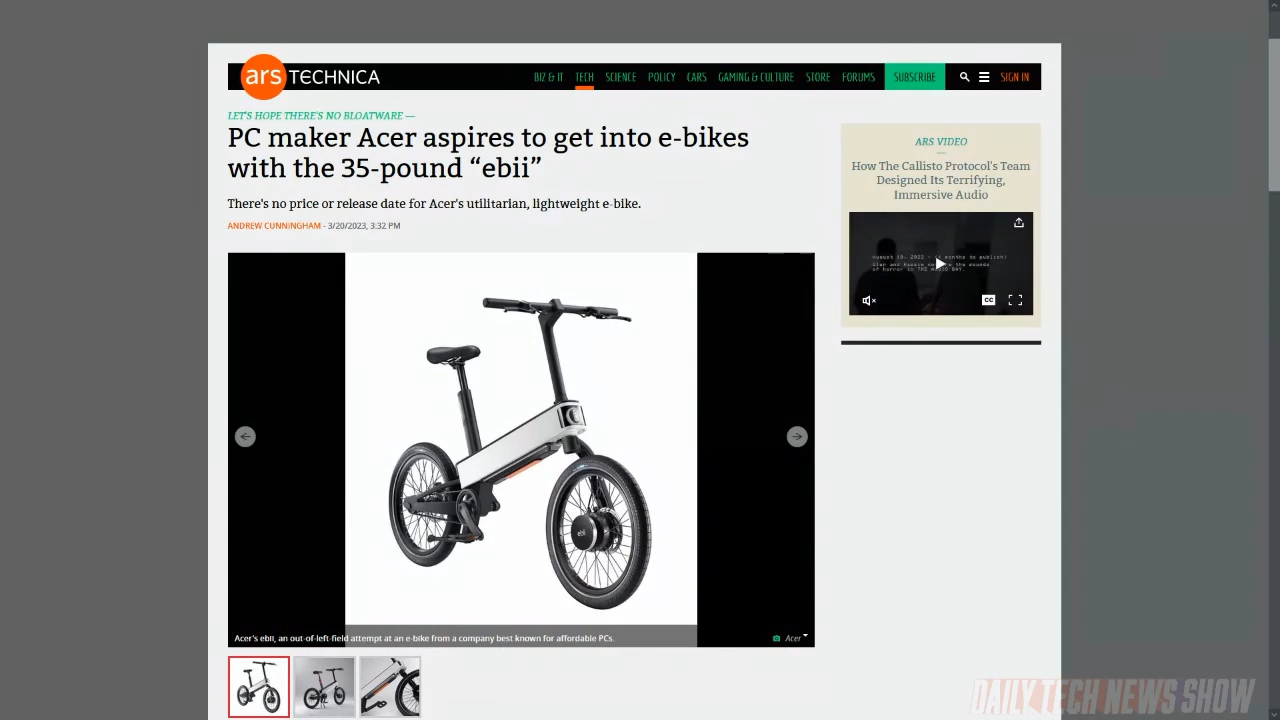 ars TECHNICA
BIZ & IT TECH SCIENCE POLICY CARS GAMING & CULTURE STORE FORUMS SUBSCRIBE SIGN IN
LET'S HOPE THERE'S NO BLOATWARE —
PC maker Acer aspires to get into e-bikes
with the 35-pound “ebii”
There's no price or release date for Acer's utilitarian, lightweight e-bike.
ANDREW CUNNINGHAM - 3/20/2023, 3:32 PM
ebii
Acer's ebii, an out-of-left-field attempt at an e-bike from a company best known for affordable PCs.
Acer
ARS VIDEO
How The Callisto Protocol's Team
Designed Its Terrifying,
Immersive Audio
CC
DAILY TECH NEWS SHOW